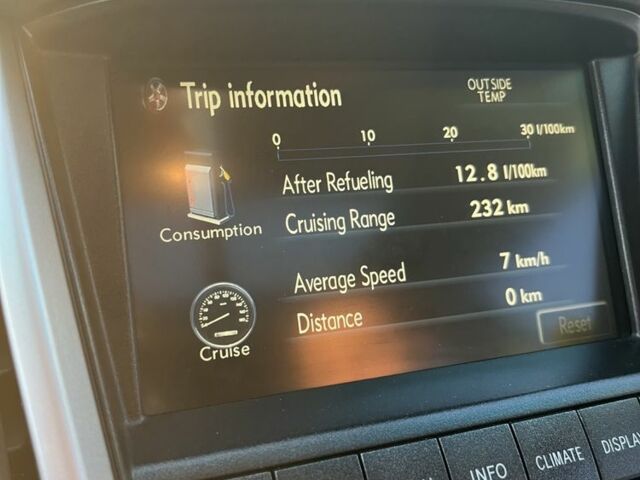 Trip information
OUTSIDE
TEMP
0 10 20 30 l/100km
After Refueling 12.8 l/100km
Cruising Range 232 km
Consumption
Average Speed 7 km/h
Distance 0 km
Cruise
Reset
INFO
CLIMATE
DISPLAY